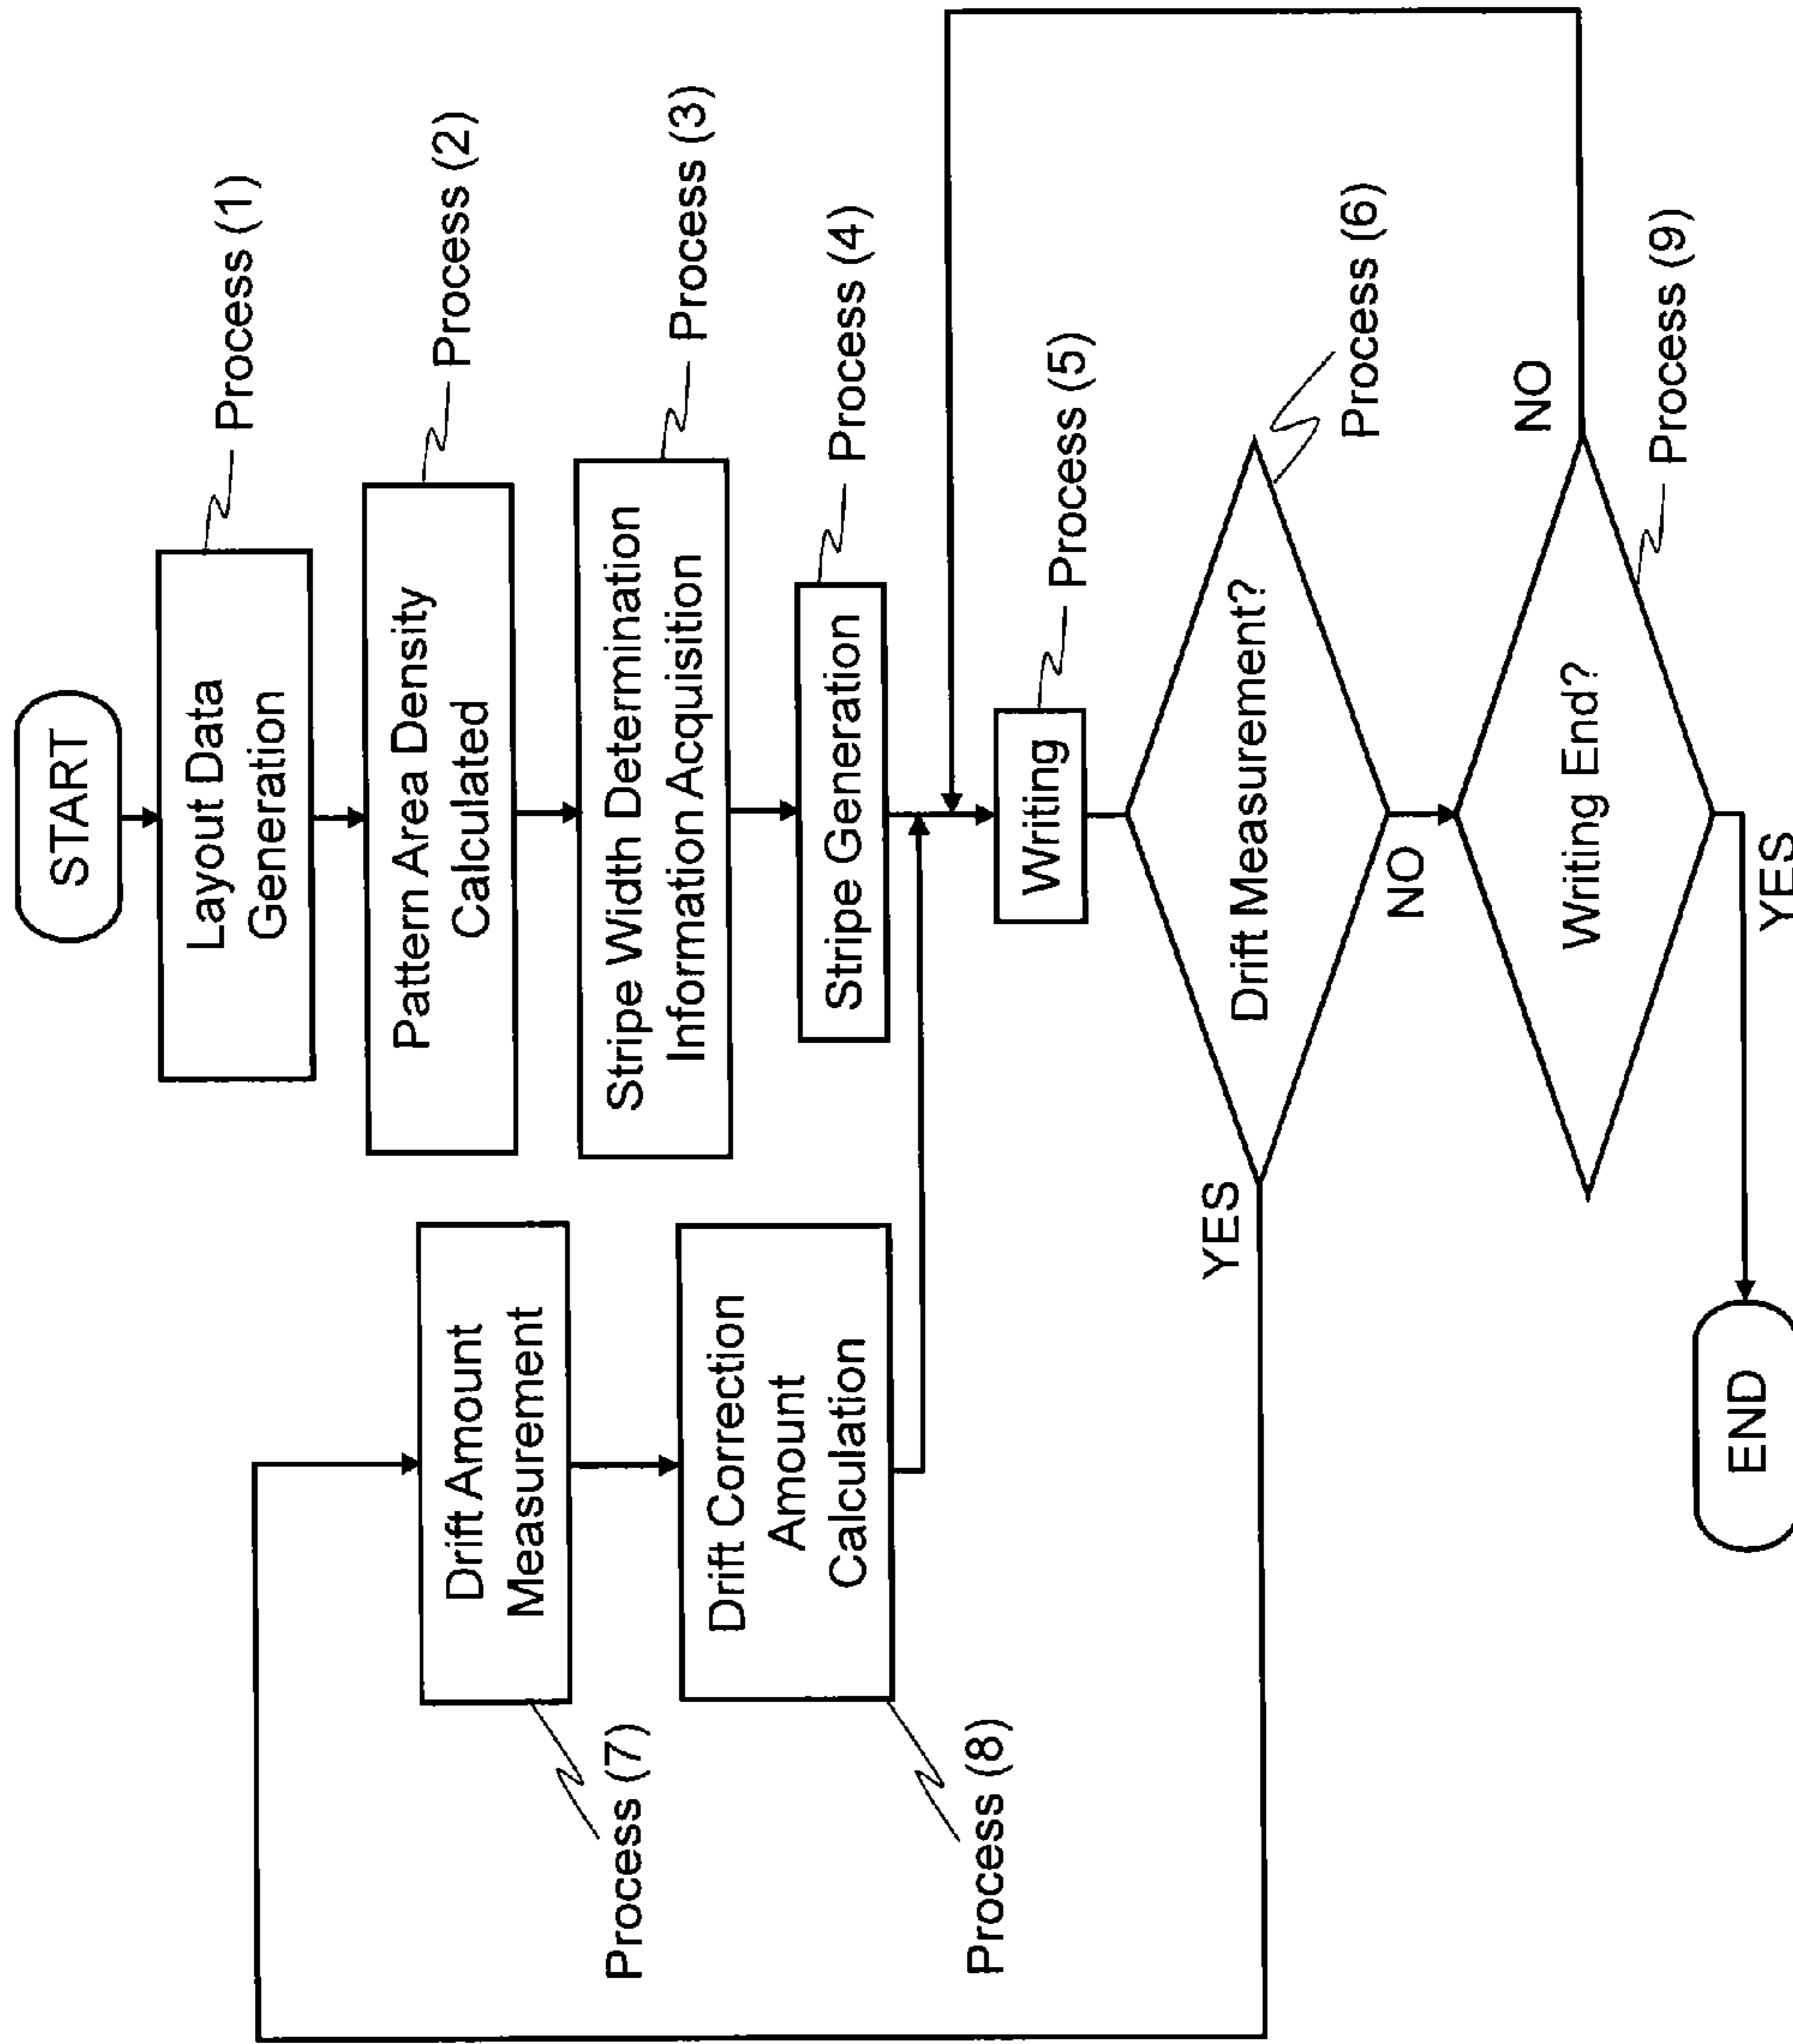 START
Layout Data
Generation
Process (1)
Pattern Area Density
Calculated
Process (2)
Stripe Width Determination
Information Acquisition
Process (3)
Stripe Generation
Process (4)
Writing
Process (5)
Drift Measurement?
Process (6)
YES
NO
Drift Amount
Measurement
Process (7)
Drift Correction
Amount
Calculation
Process (8)
Writing End?
Process (9)
NO
YES
END